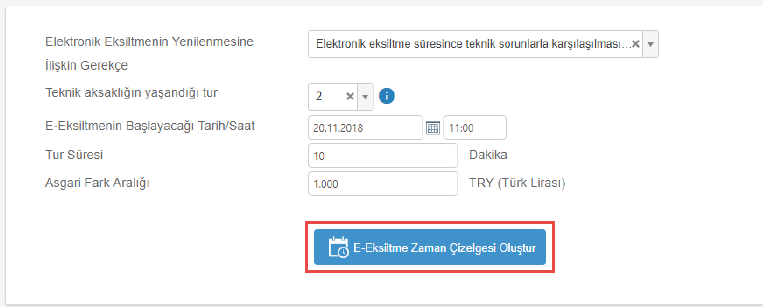 Elektronik Eksiltmenin Yenilenmesine
İlişkin Gerekçe
Elektronik eksiltme süresince teknik sorunlarla karşılaşılması...
Teknik aksaklığın yaşandığı tur
2
E-Eksiltmenin Başlayacağı Tarih/Saat
20.11.2018 11:00
Tur Süresi
10 Dakika
Asgari Fark Aralığı
1.000 TRY (Türk Lirası)
E-Eksiltme Zaman Çizelgesi Oluştur